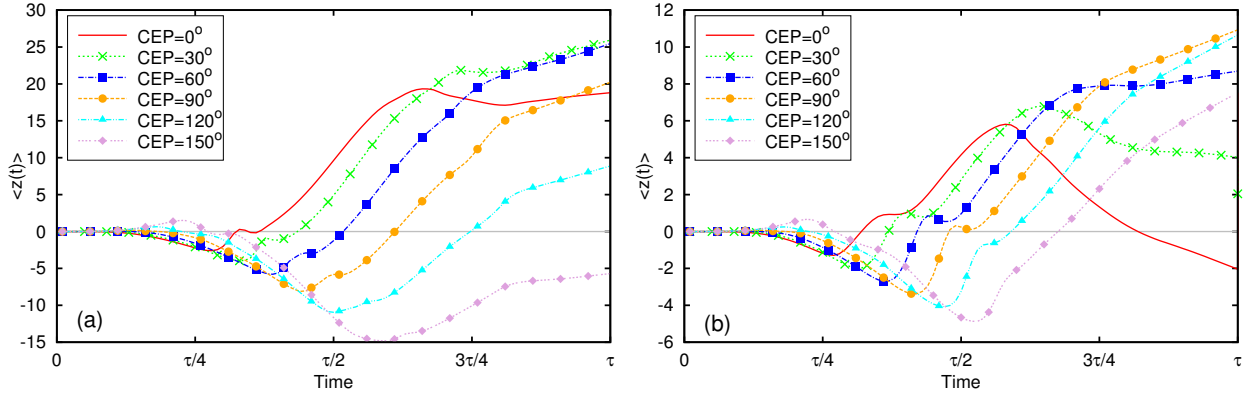 30
25
20
15
10
5
0
-5
-10
-15
<z(t)>
CEP=0°
CEP=30°
CEP=60°
CEP=90°
CEP=120°
CEP=150°
(a)
0
τ/4
τ/2
3τ/4
τ
Time
12
10
8
6
4
2
0
-2
-4
-6
<z(t)>
CEP=0°
CEP=30°
CEP=60°
CEP=90°
CEP=120°
CEP=150°
(b)
0
τ/4
τ/2
3τ/4
τ
Time